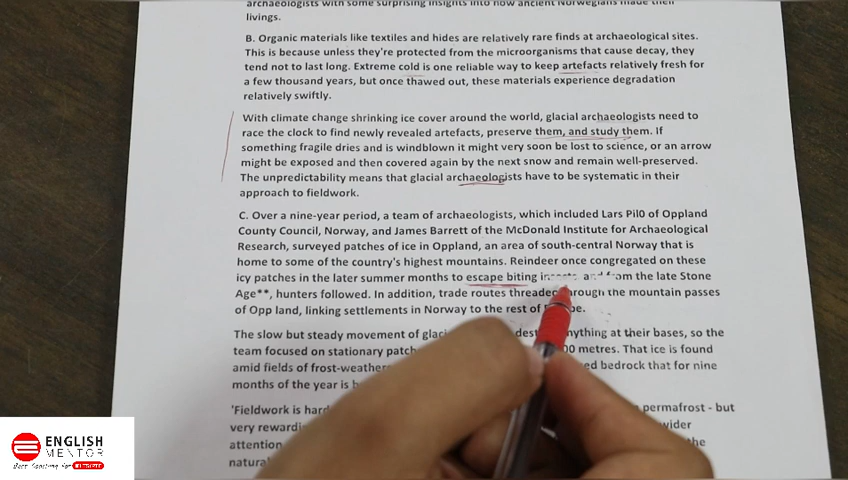 archaeologists with some surprising insights into how ancient Norwegians made their
livings.
B. Organic materials like textiles and hides are relatively rare finds at archaeological sites.
This is because unless they're protected from the microorganisms that cause decay, they
tend not to last long. Extreme cold is one reliable way to keep artefacts relatively fresh for
a few thousand years, but once thawed out, these materials experience degradation
relatively swiftly.
With climate change shrinking ice cover around the world, glacial archaeologists need to
race the clock to find newly revealed artefacts, preserve them, and study them. If
something fragile dries and is windblown it might very soon be lost to science, or an arrow
might be exposed and then covered again by the next snow and remain well-preserved.
The unpredictability means that glacial archaeologists have to be systematic in their
approach to fieldwork.
C. Over a nine-year period, a team of archaeologists, which included Lars Pil0 of Oppland
County Council, Norway, and James Barrett of the McDonald Institute for Archaeological
Research, surveyed patches of ice in Oppland, an area of south-central Norway that is
home to some of the country's highest mountains. Reindeer once congregated on these
icy patches in the later summer months to escape biting insects, and from the late Stone
Age**, hunters followed. In addition, trade routes threaded through the mountain passes
of Opp land, linking settlements in Norway to the rest of
The slow but steady movement of anything at their bases, so the
team focused on stationary metres. That ice is found
amid fields of bedrock that for nine
months of the year is
'Fieldwork is permafrost - but
very wider
attention the
ENGLISH
MENTOR
Best Coaching for IELTS/PTE